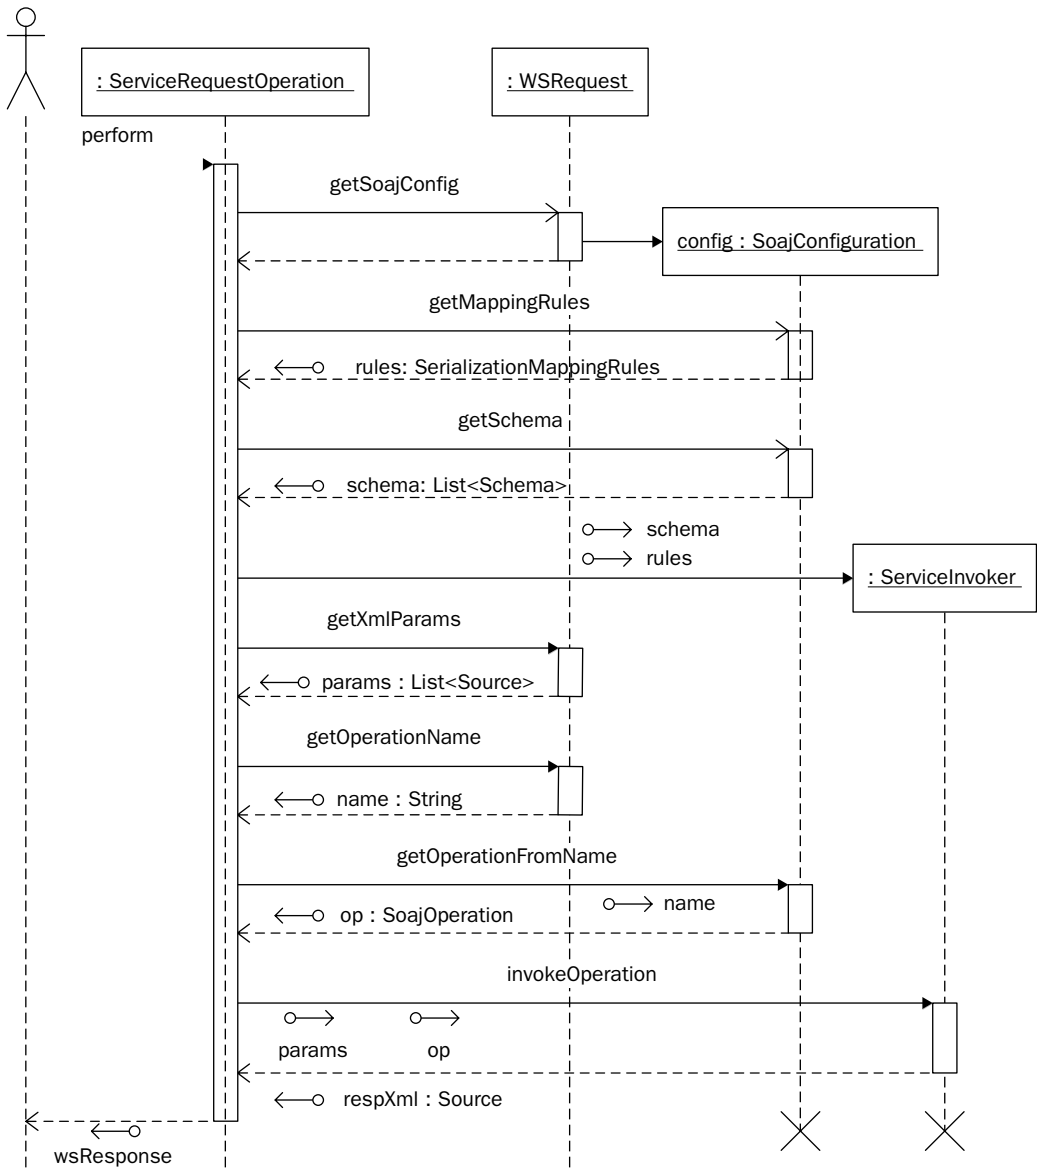 : ServiceRequestOperation
: WSRequest
perform
getSoajConfig
config : SoajConfiguration
getMappingRules
rules: SerializationMappingRules
getSchema
schema: List<Schema>
schema
rules
: ServiceInvoker
getXmlParams
params : List<Source>
getOperationName
name : String
getOperationFromName
name
op : SoajOperation
invokeOperation
params
op
respXml : Source
wsResponse